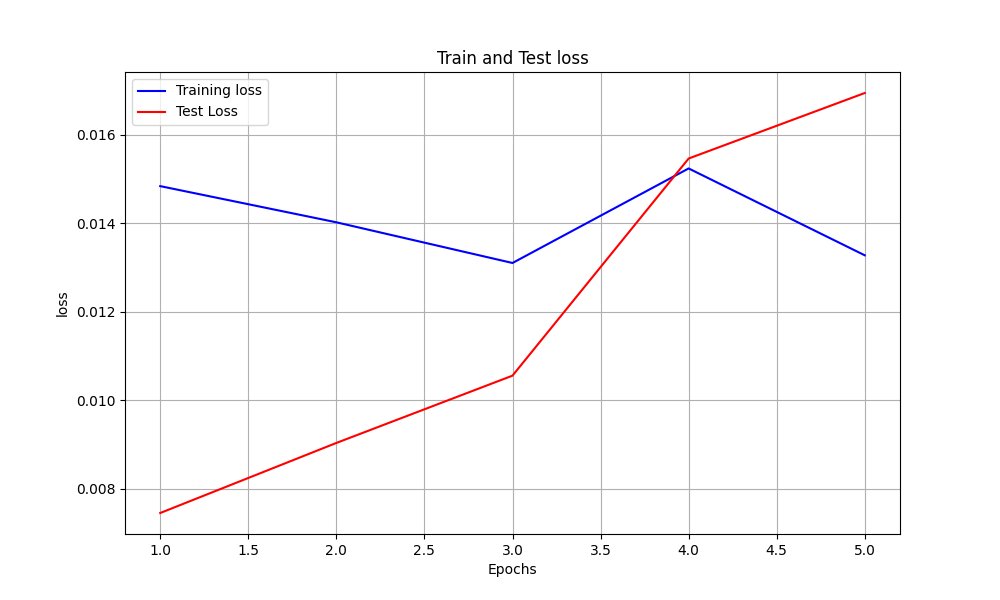 Train and Test loss
Training loss
Test Loss
0.016
0.014
0.012
0.010
0.008
loss
1.0 1.5 2.0 2.5 3.0 3.5 4.0 4.5 5.0
Epochs